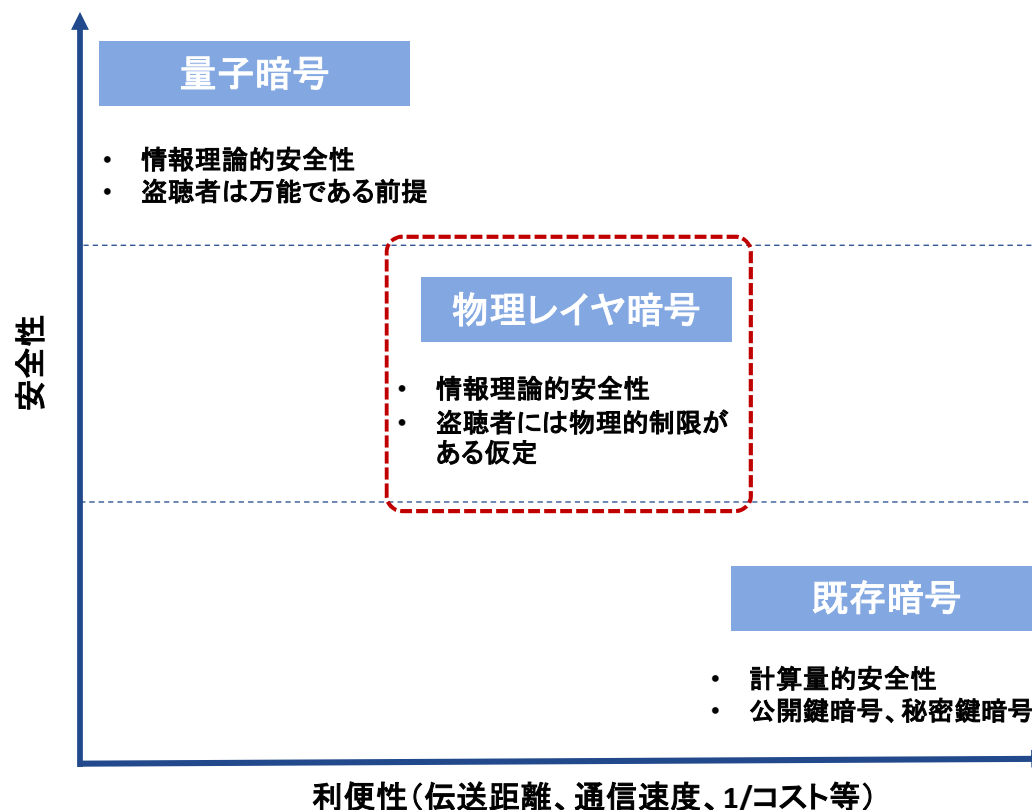 量子暗号
• 情報理論的安全性
• 盗聴者は万能である前提
物理レイヤ暗号
• 情報理論的安全性
• 盗聴者には物理的制限が
ある仮定
安全性
既存暗号
• 計算量的安全性
• 公開鍵暗号、秘密鍵暗号
利便性(伝送距離、通信速度、1/コスト等)